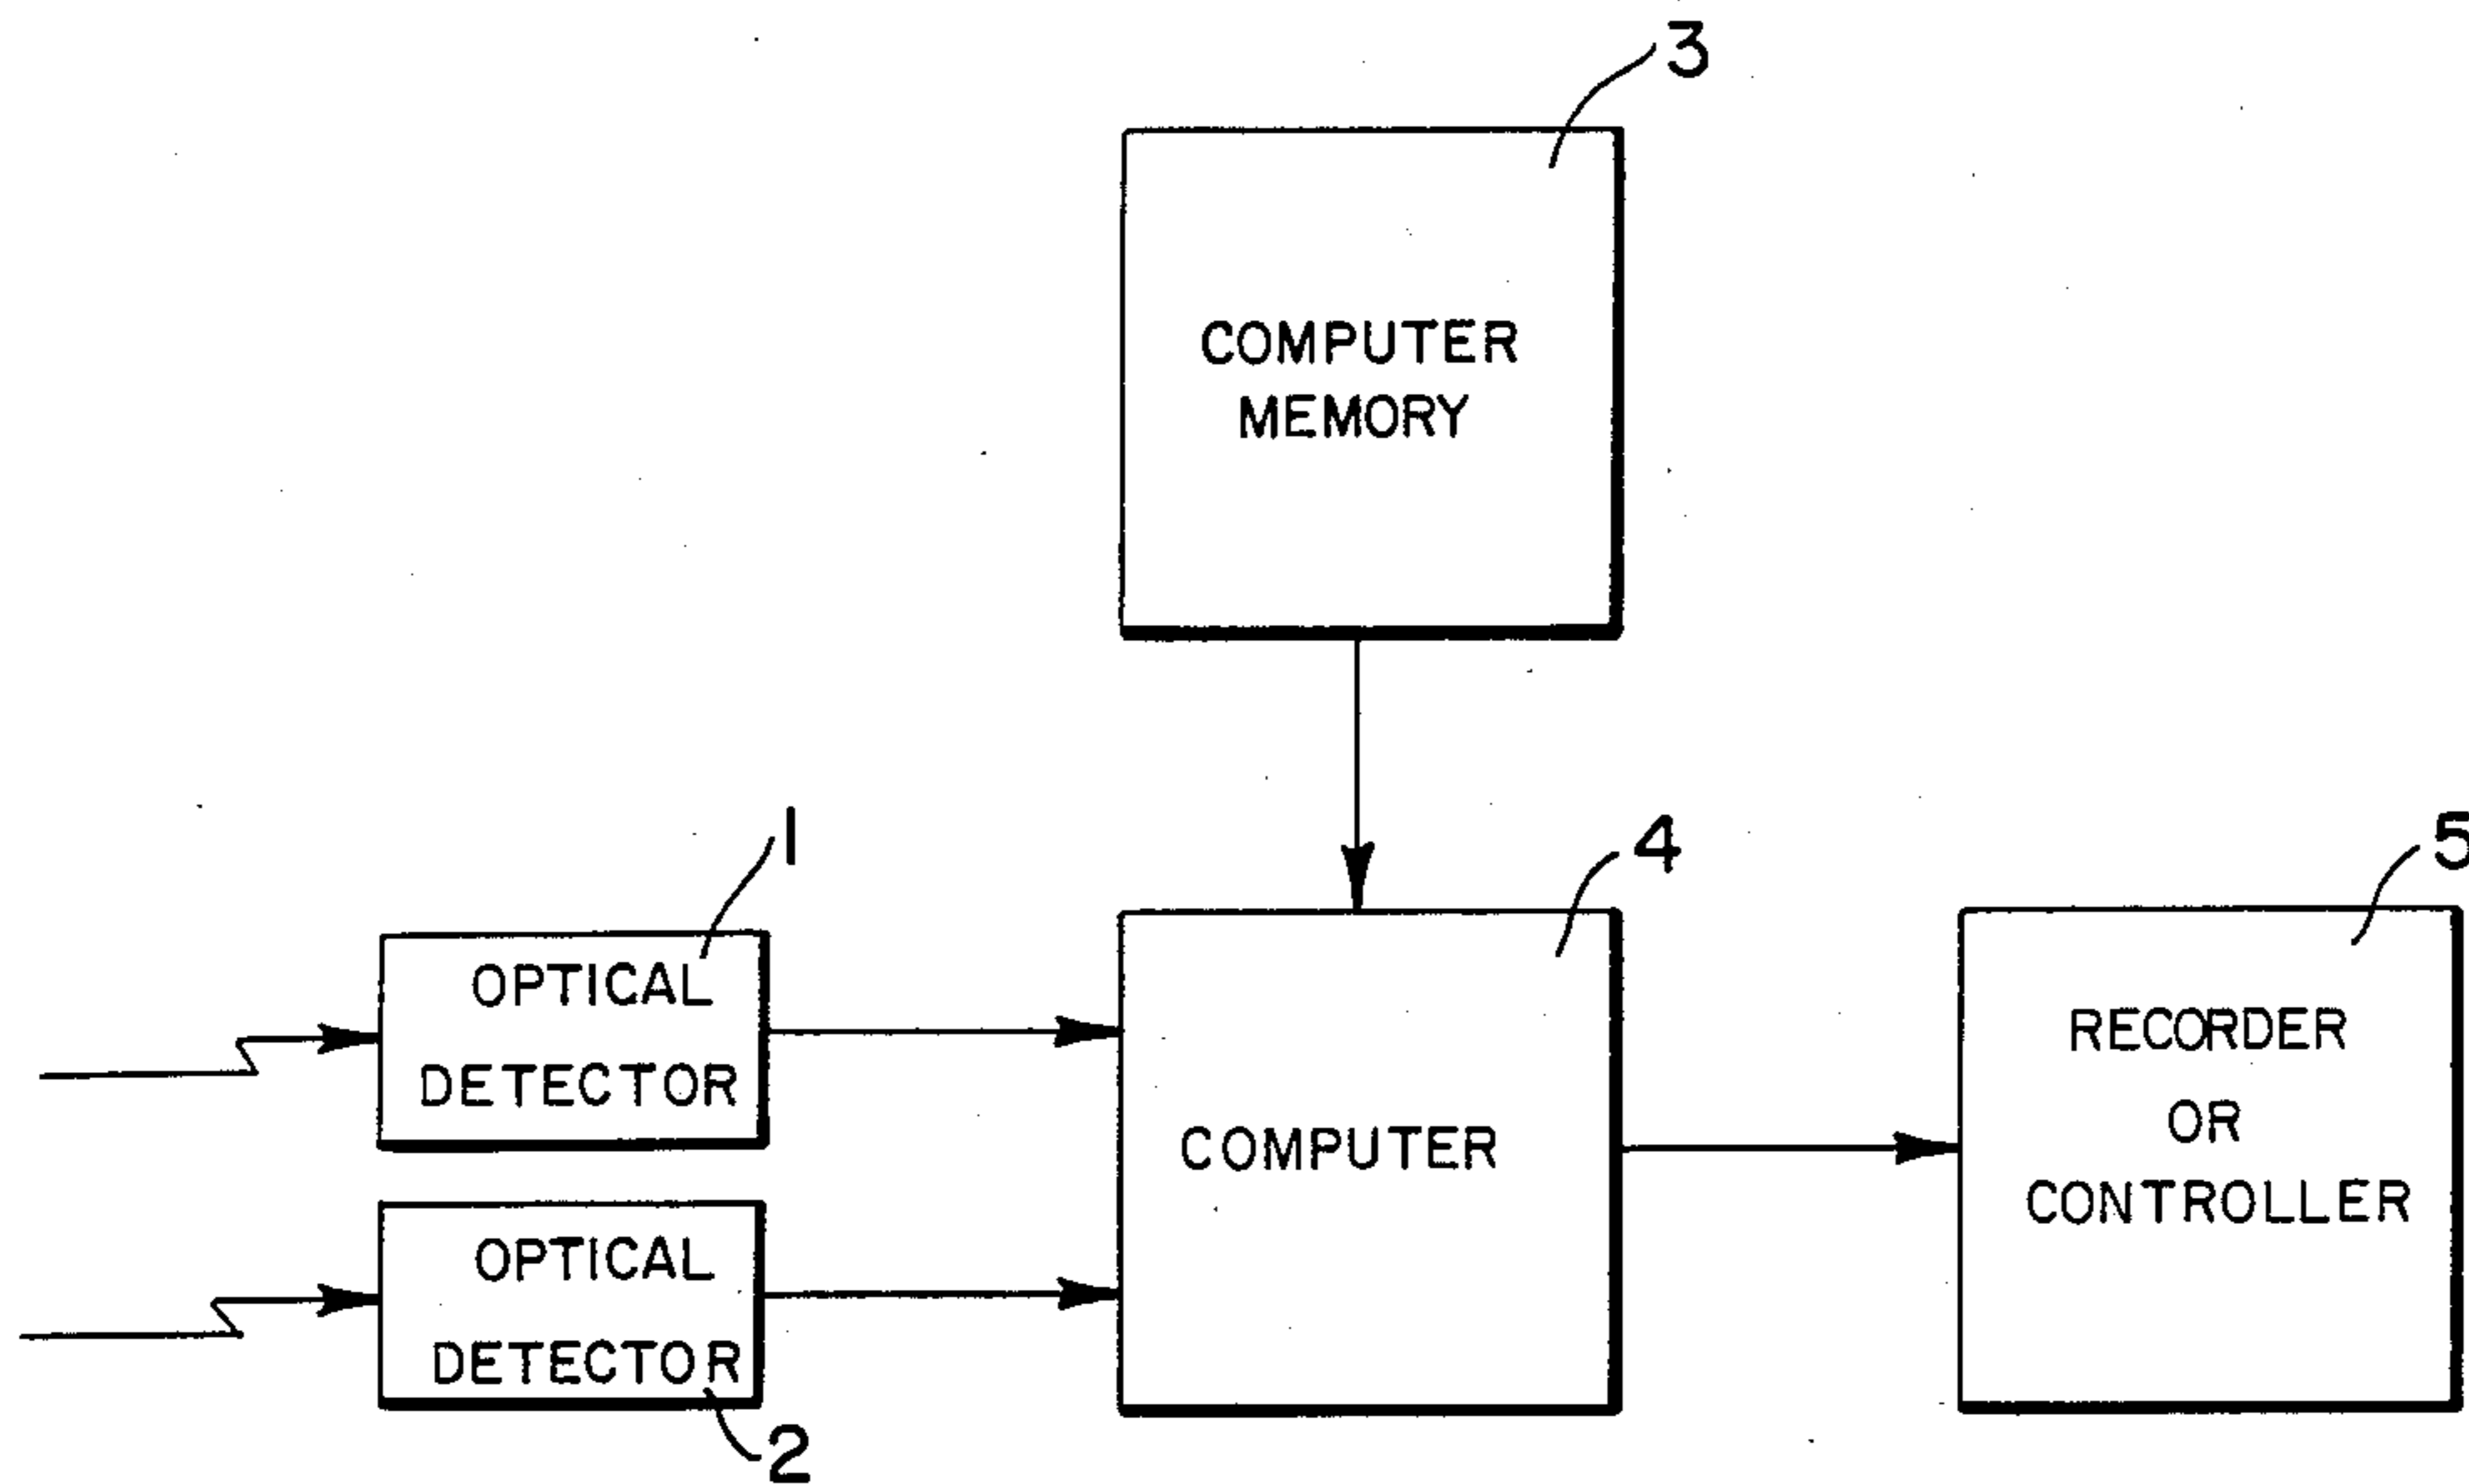 3
COMPUTER
MEMORY
1
4
5
OPTICAL
DETECTOR
COMPUTER
RECORDER
OR
CONTROLLER
OPTICAL
DETECTOR
2